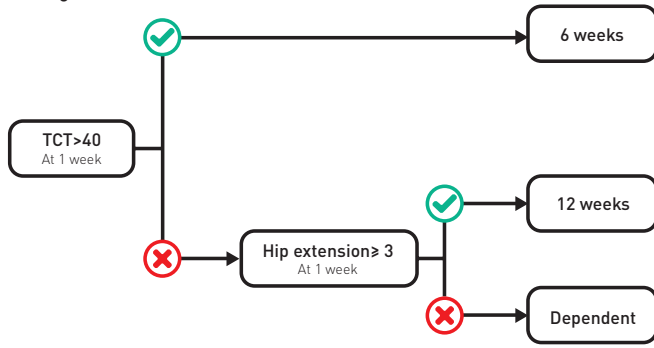 6 weeks
TCT>40
At 1 week
12 weeks
Hip extension≥ 3
At 1 week
Dependent